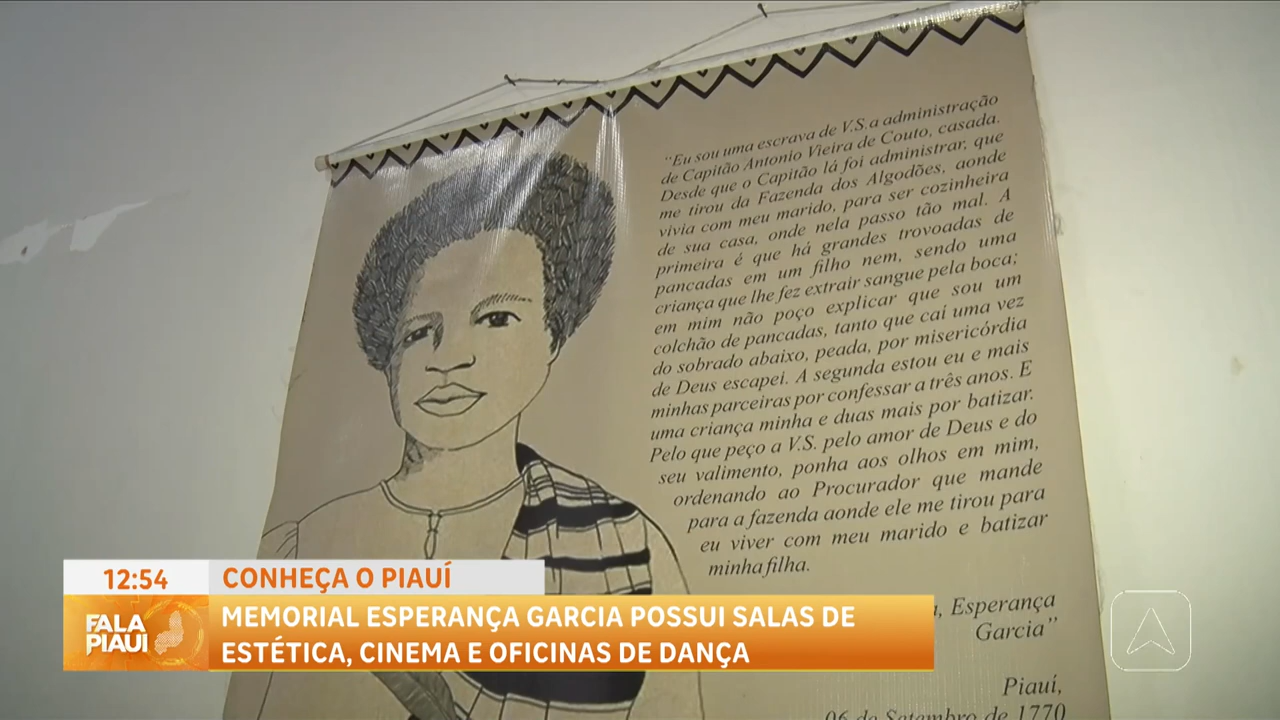 “Eu sou uma escrava de V.S.a administração
de Capitão Antonio Vieira de Couto, casada.
Desde que o Capitão lá foi administrar, que
me tirou da Fazenda dos Algodões, aonde
vivia com meu marido, para ser cozinheira
de sua casa, onde nela passo tão mal. A
primeira é que há grandes trovoadas de
pancadas em um filho nem, sendo uma
criança que lhe fez extrair sangue pela boca;
em mim não poço explicar que sou um
colchão de pancadas, tanto que caí uma vez
do sobrado abaixo, peada, por misericórdia
de Deus escapei. A segunda estou eu e mais
minhas parceiras por confessar a três anos. E
uma criança minha e duas mais por batizar.
Pelo que peço a V.S. pelo amor de Deus e do
seu valimento, ponha aos olhos em mim,
ordenando ao Procurador que mande
para a fazenda aonde ele me tirou para
eu viver com meu marido e batizar
minha filha.
Esperança
Garcia”
Piauí,
06 de Setembro de 1770
12:54
CONHEÇA O PIAUÍ
FALA
PIAUÍ
MEMORIAL ESPERANÇA GARCIA POSSUI SALAS DE
ESTÉTICA, CINEMA E OFICINAS DE DANÇA